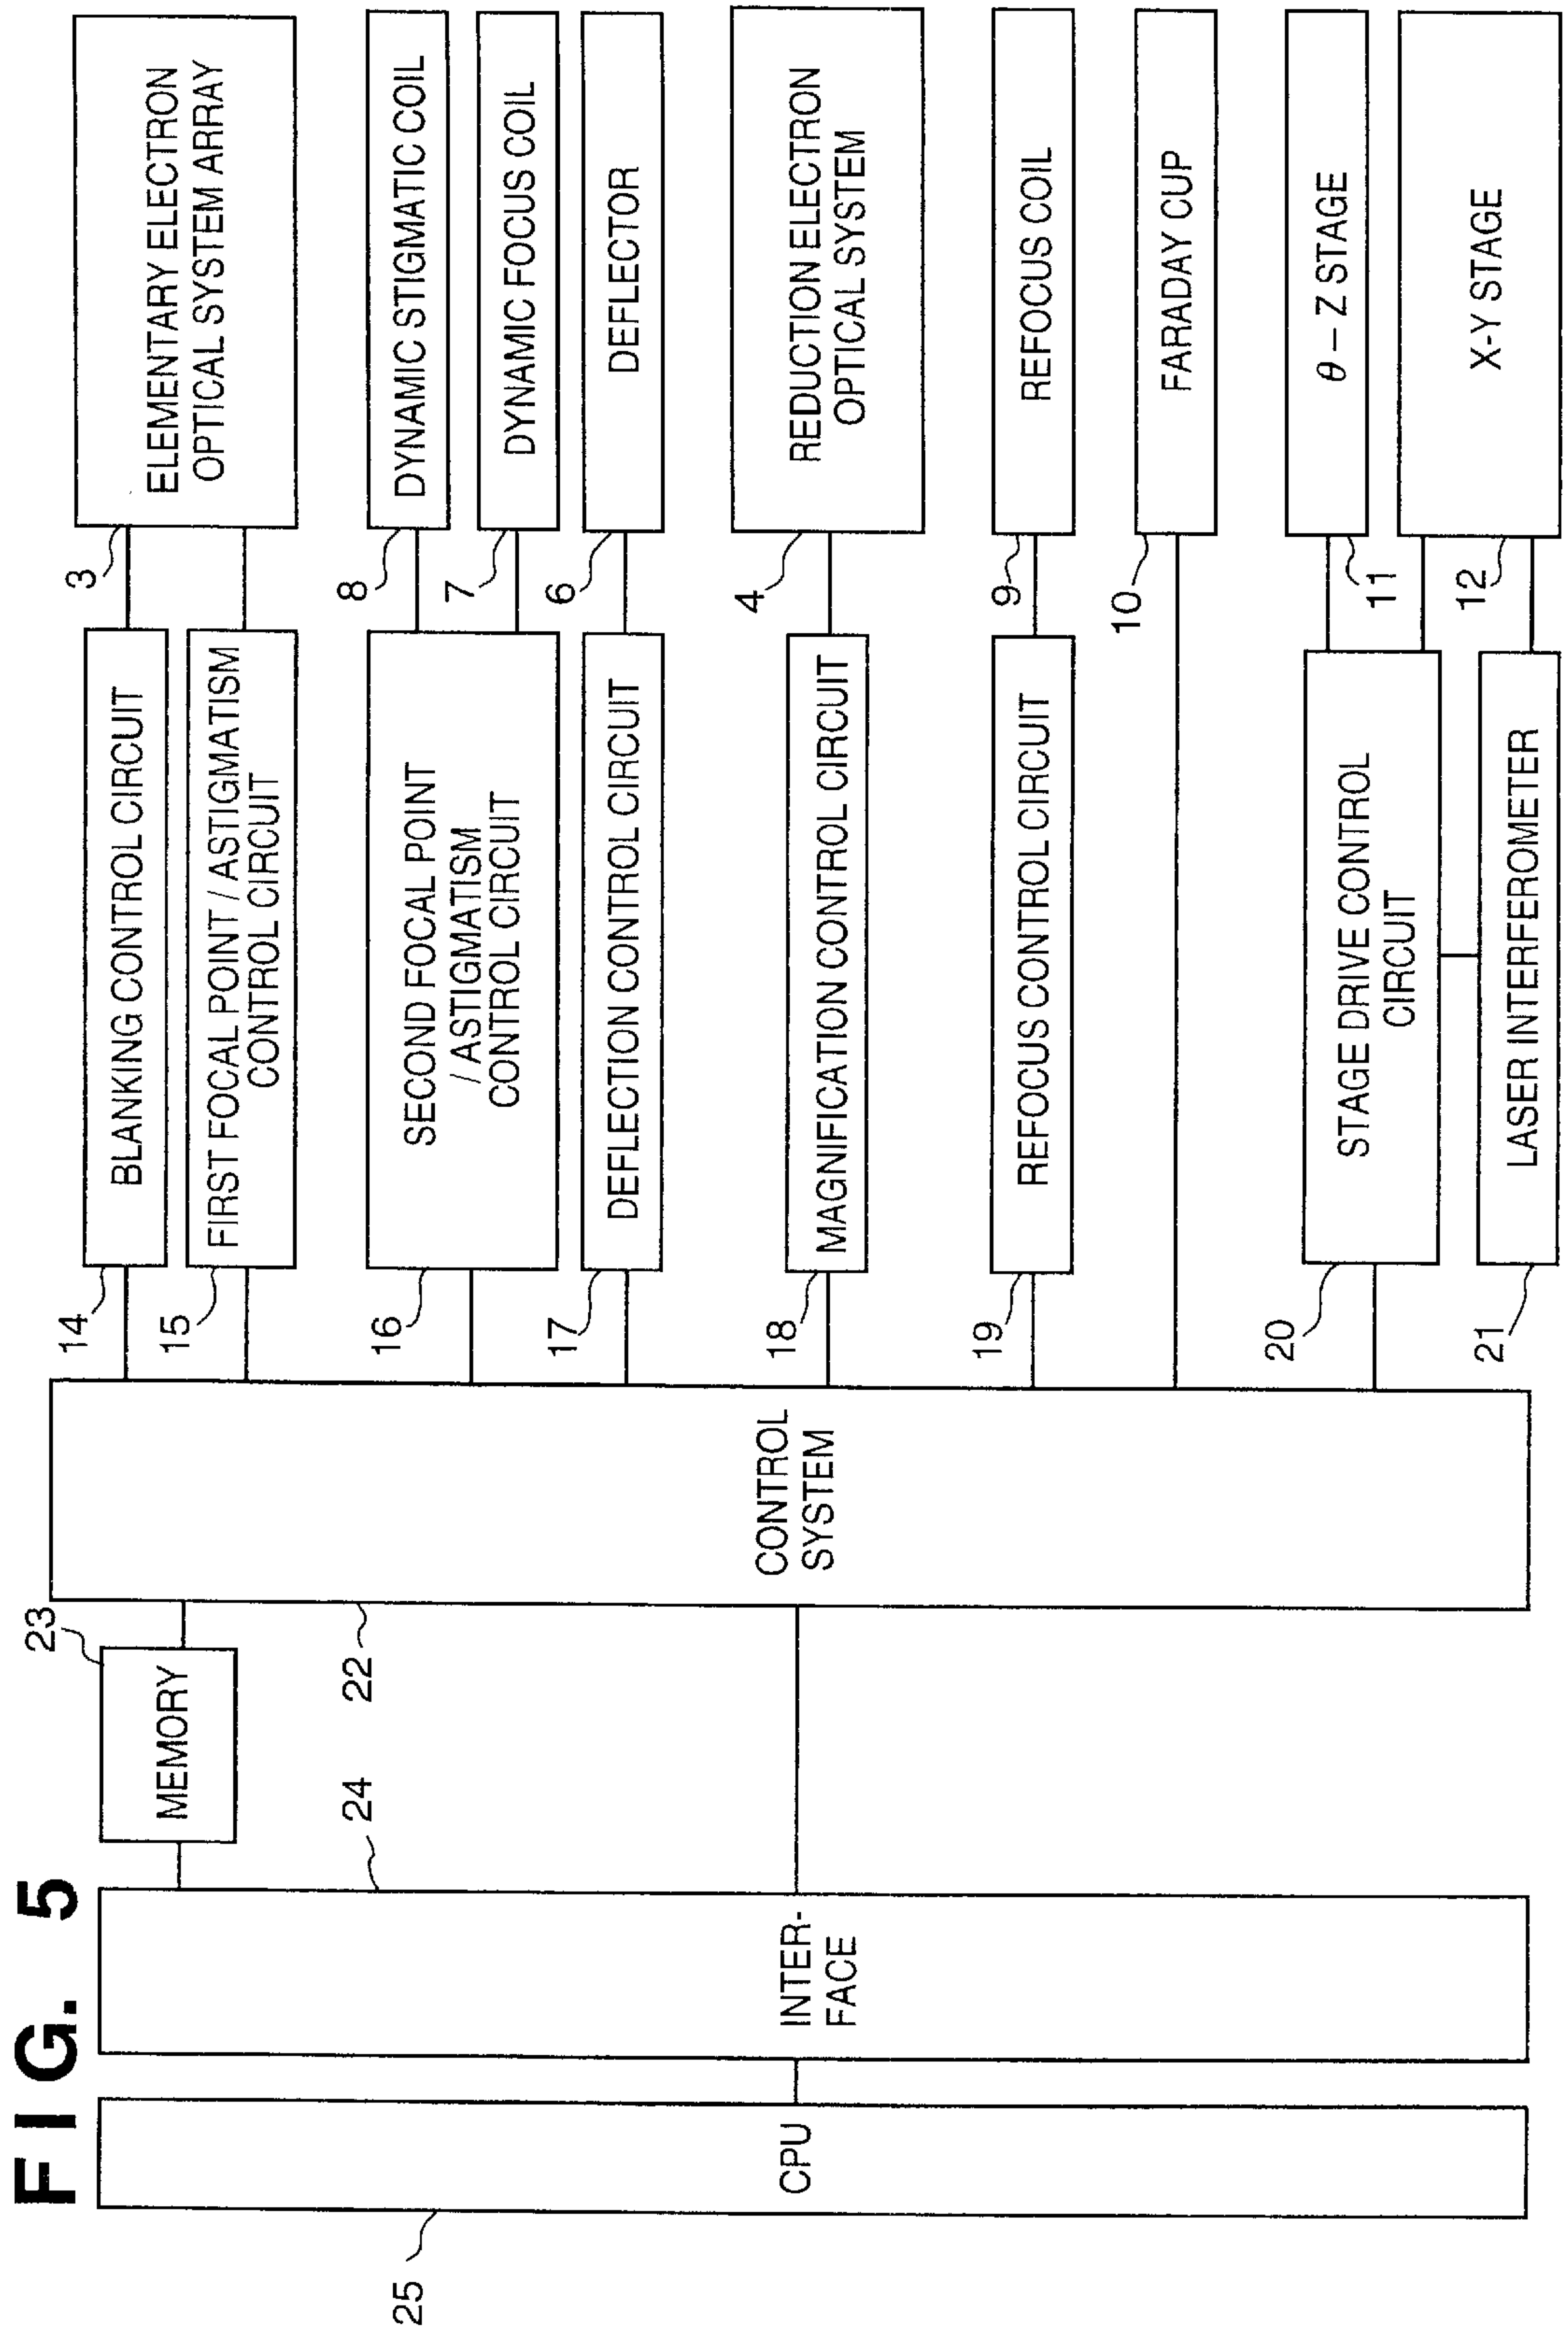 FIG. 5
25
CPU
24
INTER-
FACE
23
MEMORY
22
CONTROL
SYSTEM
14
BLANKING CONTROL CIRCUIT
3
ELEMENTARY ELECTRON
OPTICAL SYSTEM ARRAY
15
FIRST FOCAL POINT / ASTIGMATISM
CONTROL CIRCUIT
16
SECOND FOCAL POINT
/ ASTIGMATISM
CONTROL CIRCUIT
8
DYNAMIC STIGMATIC COIL
7
DYNAMIC FOCUS COIL
17
DEFLECTION CONTROL CIRCUIT
6
DEFLECTOR
18
MAGNIFICATION CONTROL CIRCUIT
4
REDUCTION ELECTRON
OPTICAL SYSTEM
19
REFOCUS CONTROL CIRCUIT
9
REFOCUS COIL
10
FARADAY CUP
20
STAGE DRIVE CONTROL
CIRCUIT
11
θ – Z STAGE
21
LASER INTERFEROMETER
12
X-Y STAGE